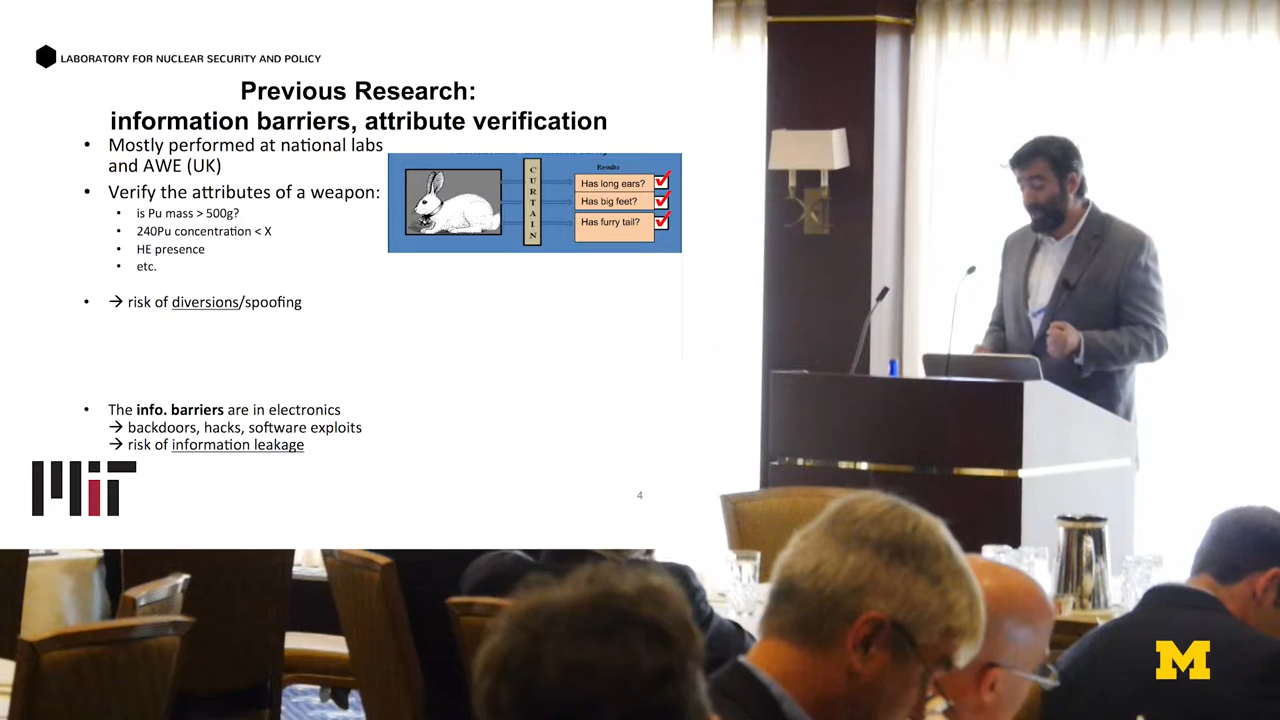 LABORATORY FOR NUCLEAR SECURITY AND POLICY
Previous Research:
information barriers, attribute verification
• Mostly performed at national labs
and AWE (UK)
• Verify the attributes of a weapon:
• is Pu mass > 500g?
• 240Pu concentration < X
• HE presence
• etc.
• → risk of diversions/spoofing
CURTAIN
Results
Has long ears?
Has big feet?
Has furry tail?
• The info. barriers are in electronics
→ backdoors, hacks, software exploits
→ risk of information leakage
MIT
4
M